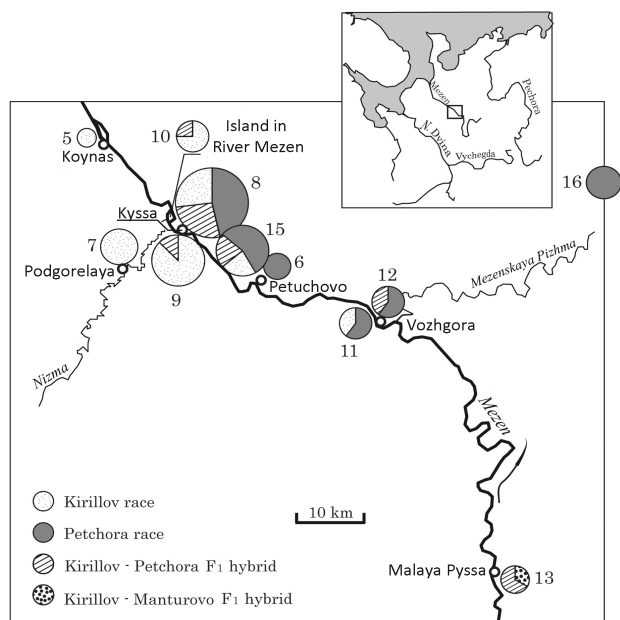 Mezen
Pechora
N. Dvina
Vychegda
5
Koynas
10
Island in
River Mezen
8
16
Kyssa
15
7
6
Podgorelaya
9
Petuchovo
12
Mezenskaya Pizhma
Vozhgora
11
Nizma
Mezen
Kirillov race
10 km
Petchora race
Kirillov - Petchora F1 hybrid
Malaya Pyssa
13
Kirillov - Manturovo F1 hybrid